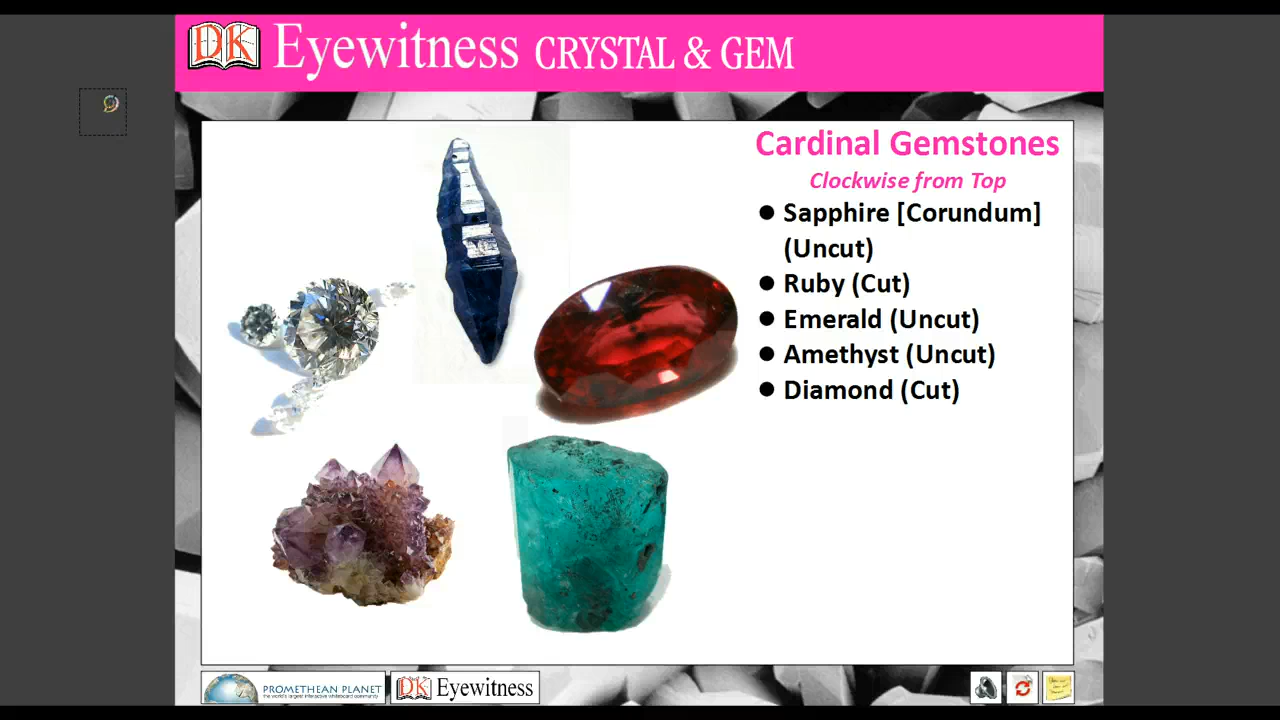 DK Eyewitness CRYSTAL & GEM
Cardinal Gemstones
Clockwise from Top
● Sapphire [Corundum]
(Uncut)
● Ruby (Cut)
● Emerald (Uncut)
● Amethyst (Uncut)
● Diamond (Cut)
PROMETHEAN PLANET
the world's largest interactive whiteboard community
DK Eyewitness